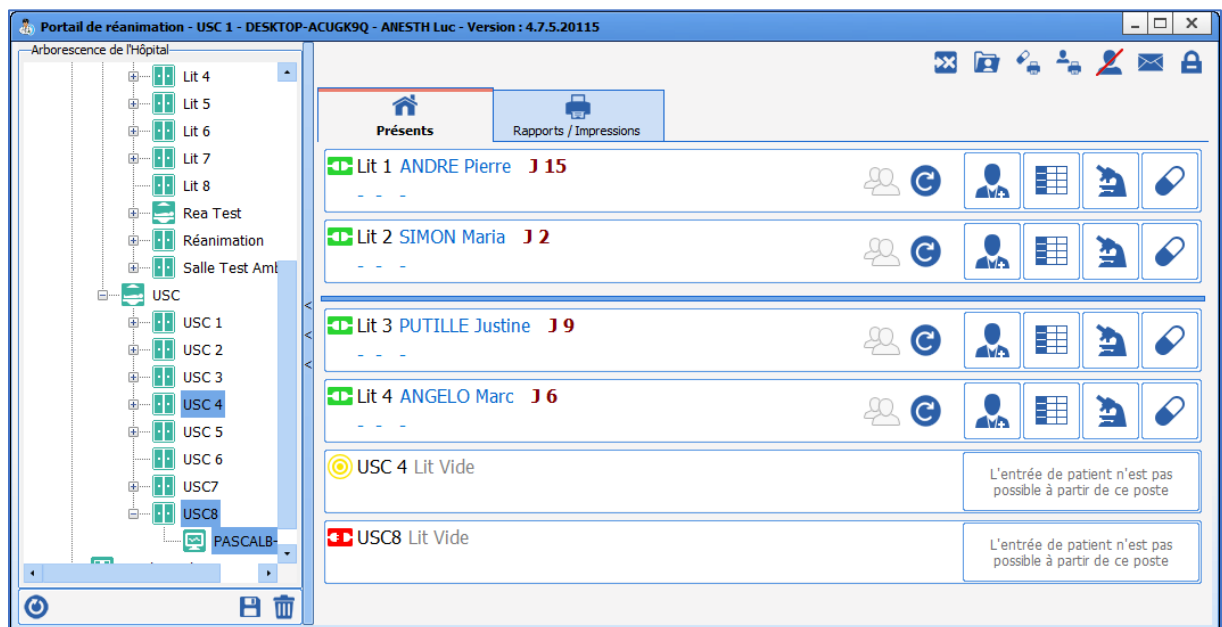 Portail de réanimation - USC 1 - DESKTOP-ACUGK9Q - ANESTH Luc - Version : 4.7.5.20115
Arborescence de l'Hôpital
Lit 4
Lit 5
Lit 6
Lit 7
Lit 8
Rea Test
Réanimation
Salle Test Amb
USC
USC 1
USC 2
USC 3
USC 4
USC 5
USC 6
USC7
USC8
PASCALB-
Présents
Rapports / Impressions
Lit 1 ANDRE Pierre J 15
- - -
Lit 2 SIMON Maria J 2
- - -
Lit 3 PUTILLE Justine J 9
- - -
Lit 4 ANGELO Marc J 6
- - -
USC 4 Lit Vide
L'entrée de patient n'est pas
possible à partir de ce poste
USC8 Lit Vide
L'entrée de patient n'est pas
possible à partir de ce poste